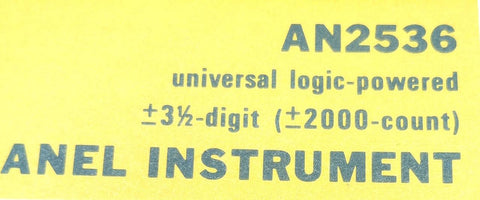 AN2536
universal logic-powered
±3½-digit (±2000-count)
ANEL INSTRUMENT